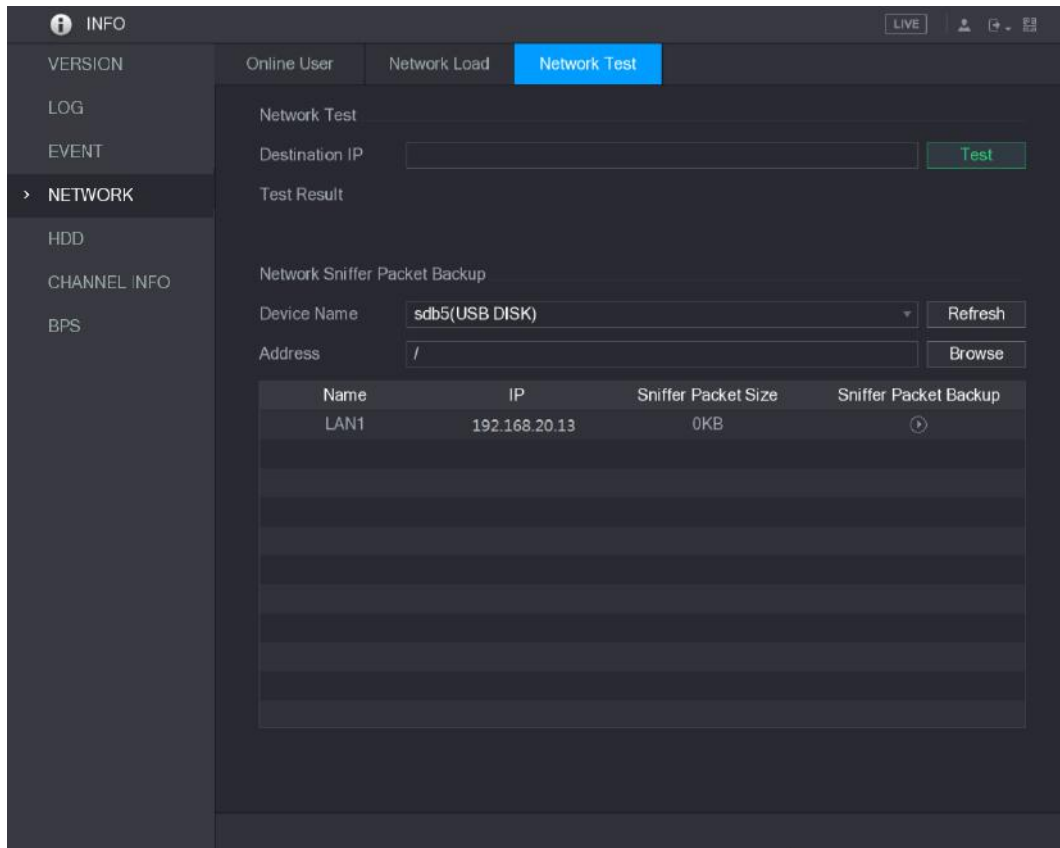 INFO LIVE
VERSION
LOG
EVENT
NETWORK
HDD
CHANNEL INFO
BPS
Online User Network Load Network Test
Network Test
Destination IP Test
Test Result
Network Sniffer Packet Backup
Device Name sdb5(USB DISK) Refresh
Address / Browse
Name IP Sniffer Packet Size Sniffer Packet Backup
LAN1 192.168.20.13 0KB